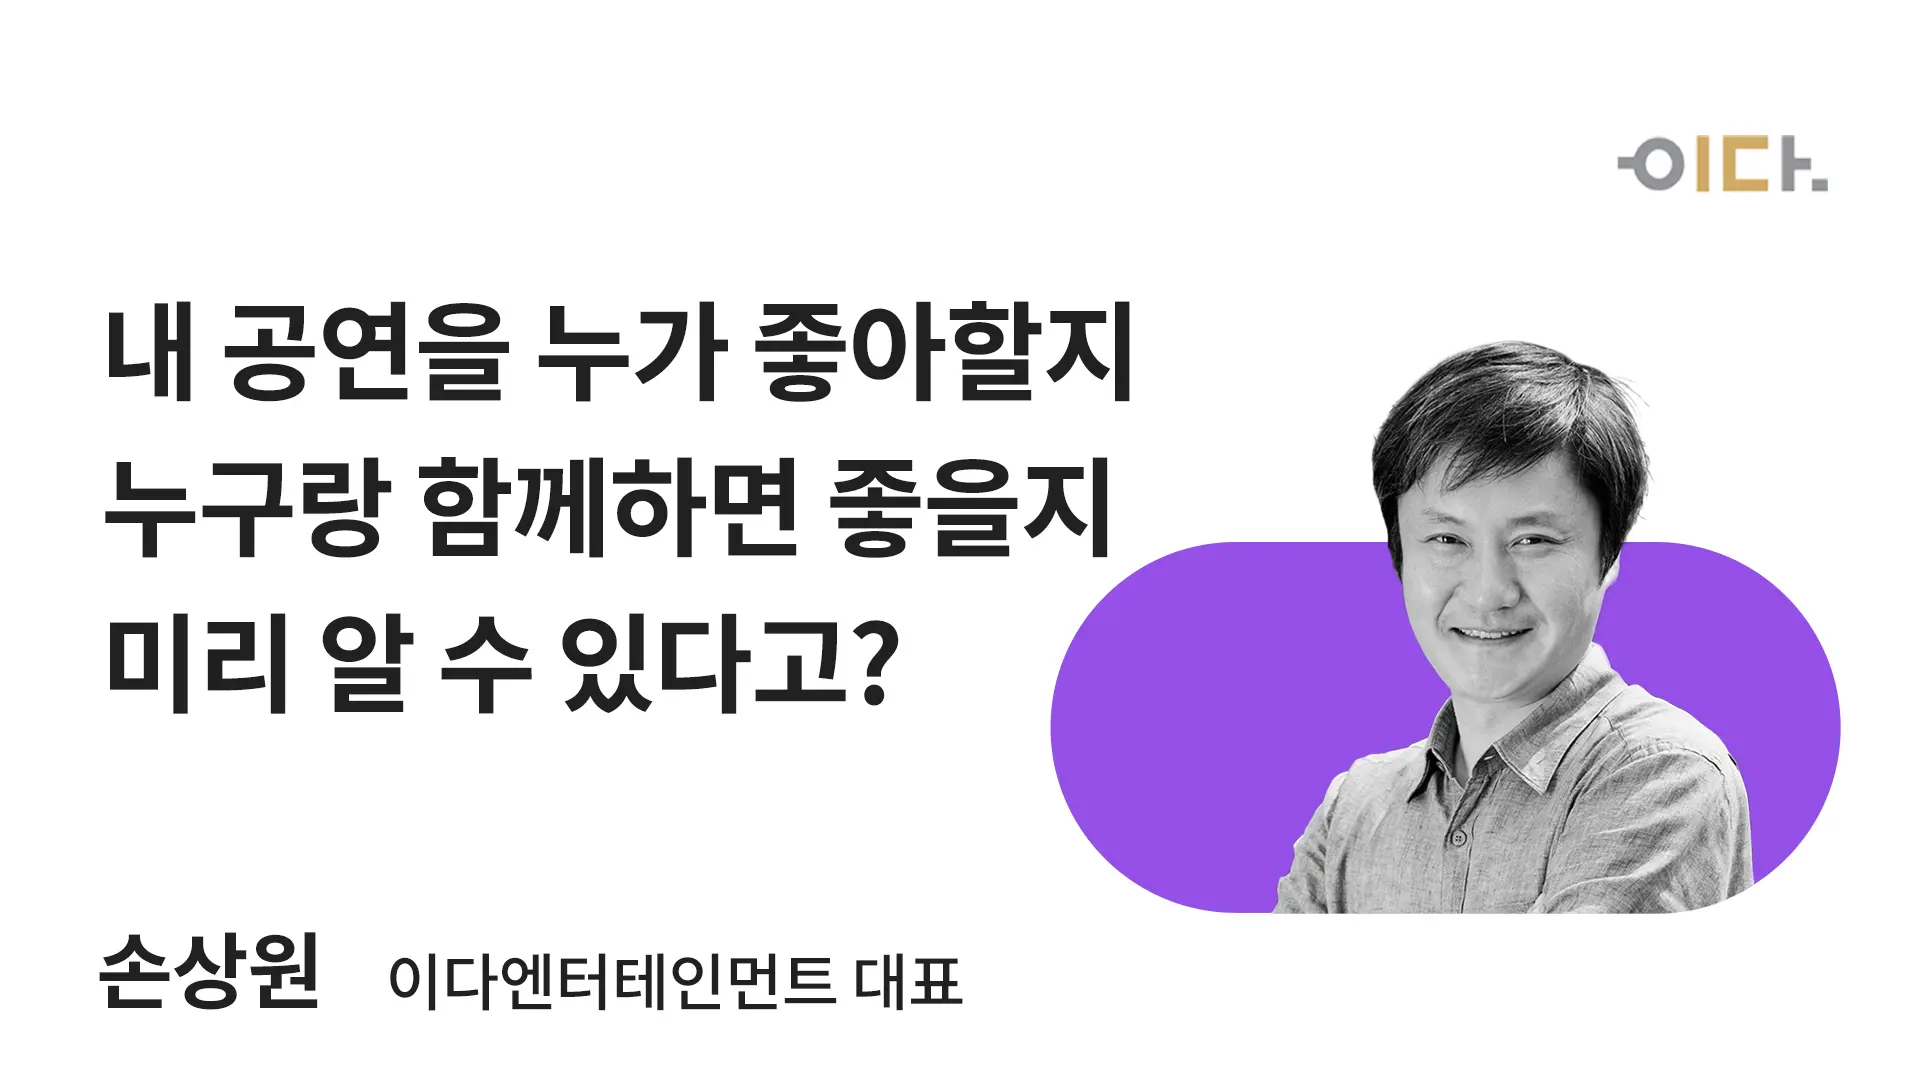 이다.
내 공연을 누가 좋아할지
누구랑 함께하면 좋을지
미리 알 수 있다고?
손상원 이다엔터테인먼트 대표